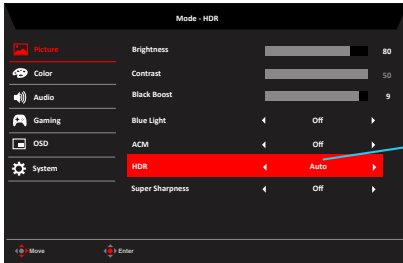 Mode - HDR
Picture
Color
Audio
Gaming
OSD
System
Brightness 80
Contrast 50
Black Boost 9
Blue Light Off
ACM Off
HDR Auto
Super Sharpness Off
Move Enter